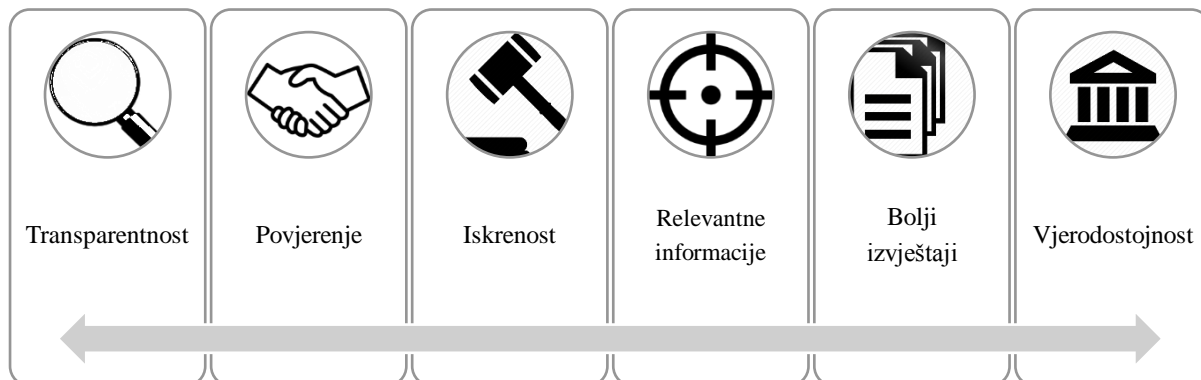 Transparentnost
Povjerenje
Iskrenost
Relevantne
informacije
Bolji
izvještaji
Vjerodostojnost